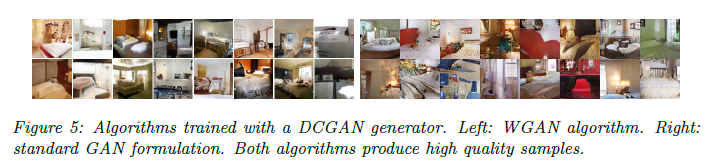 Figure 5: Algorithms trained with a DCGAN generator. Left: WGAN algorithm. Right:
standard GAN formulation. Both algorithms produce high quality samples.